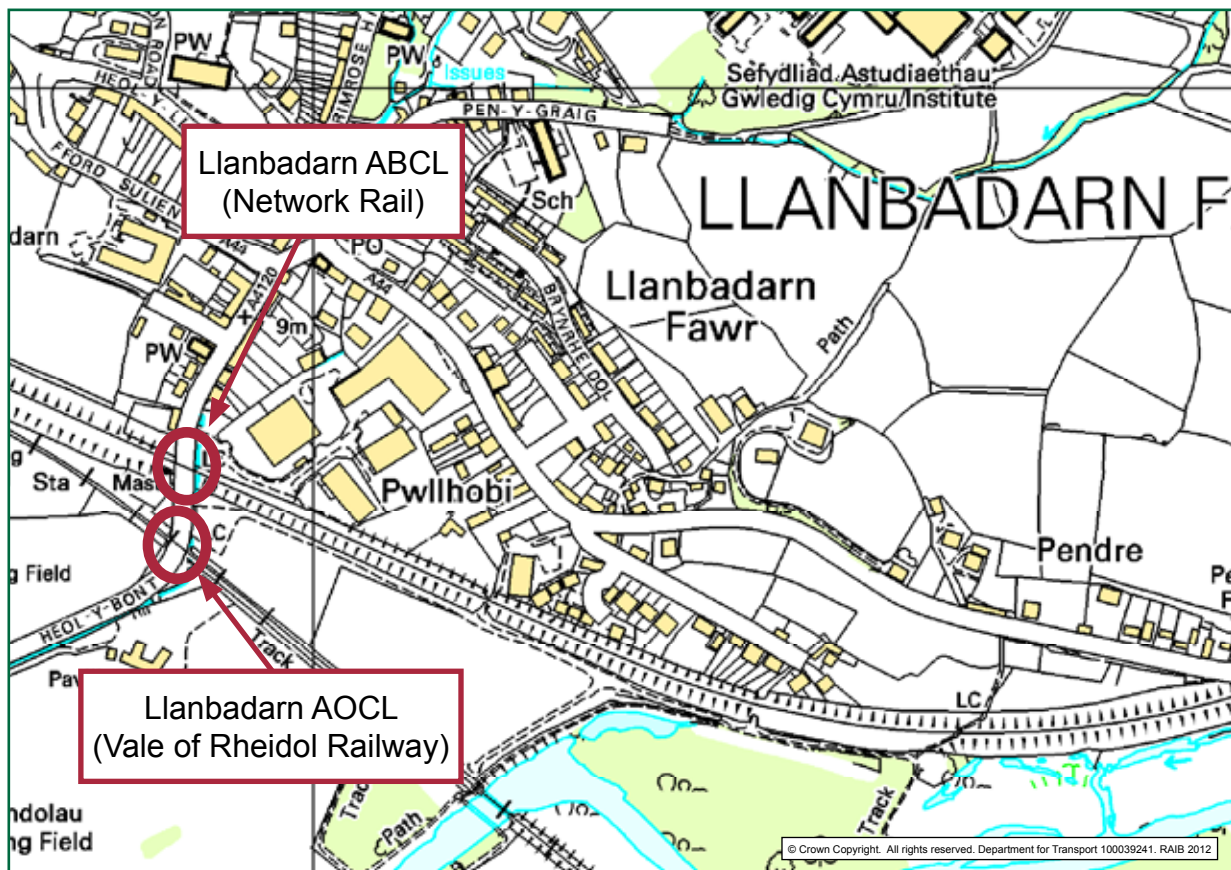 PW
PW
Issues
HEOL-Y-LL
PRIMROSE H
PEN-Y-GRAIG
Sefydliad Astudiaethau
Gwledig Cymru/Institute
Llanbadarn ABCL
(Network Rail)
FFORD SULIEN
A44
Sch
LLANBADARN F
darn
PO
A44
A4120
9m
BRYNRHEIDOL
Llanbadarn
Fawr
Path
PW
Sta
Mast
Pwllhobi
C
Pendre
g Field
HEOL-Y-BONT
Track
Pav
LC
Llanbadarn AOCL
(Vale of Rheidol Railway)
ndolau
ng Field
Path
Track
© Crown Copyright. All rights reserved. Department for Transport 100039241. RAIB 2012